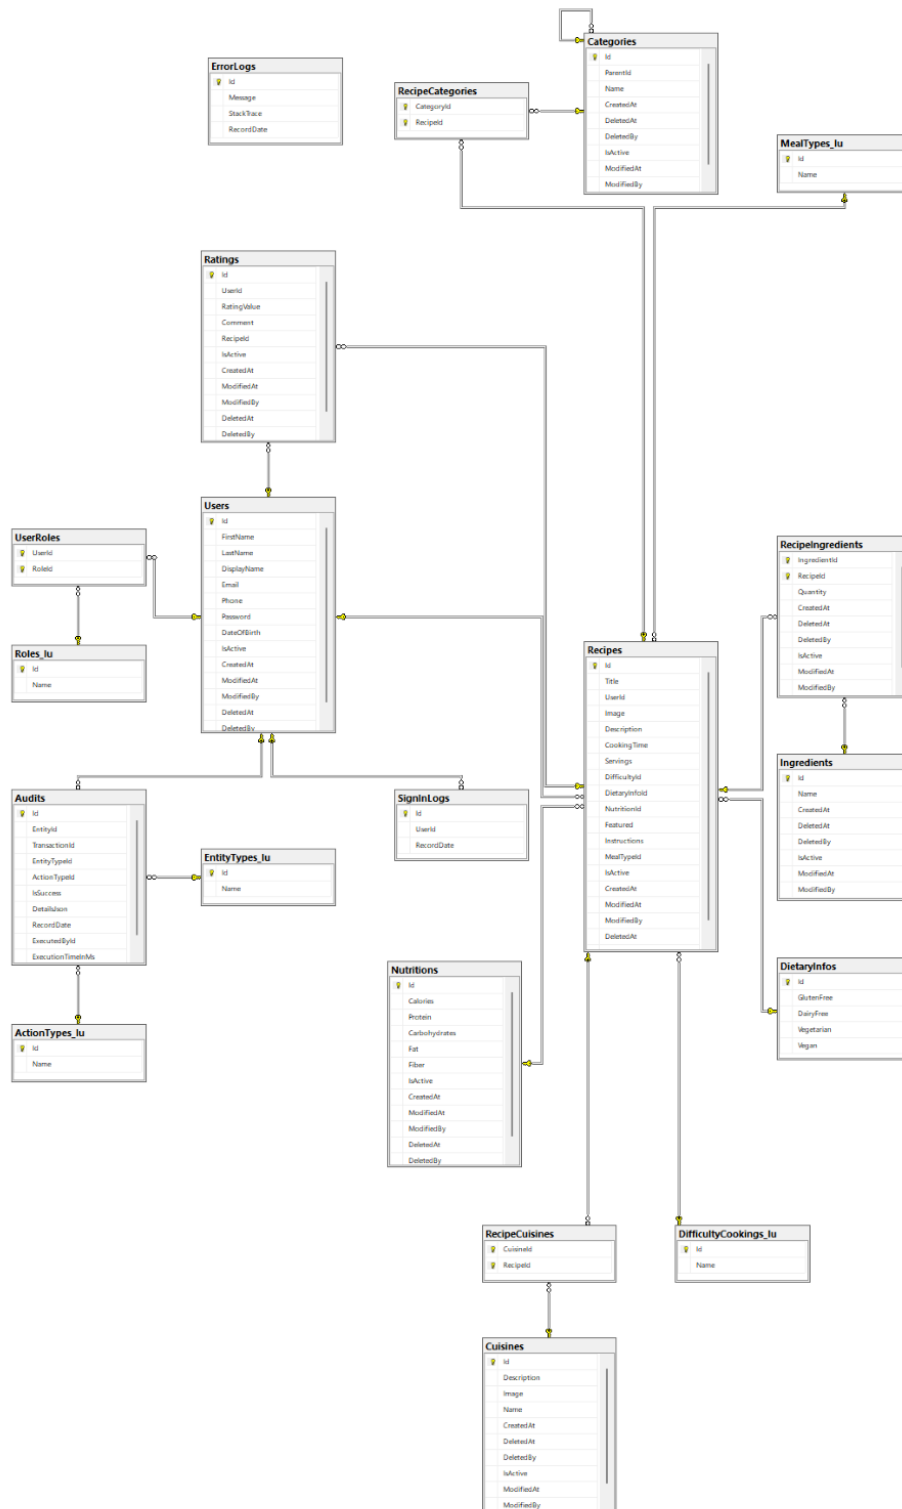 Categories
Id
ParentId
Name
CreatedAt
DeletedAt
DeletedBy
IsActive
ModifiedAt
ModifiedBy
ErrorLogs
Id
Message
StackTrace
RecordDate
RecipeCategories
CategoryId
RecipeId
MealTypes_lu
Id
Name
Ratings
Id
UserId
RatingValue
Comment
RecipeId
IsActive
CreatedAt
ModifiedAt
ModifiedBy
DeletedAt
DeletedBy
Users
Id
FirstName
LastName
DisplayName
Email
Phone
Password
DateOfBirth
IsActive
CreatedAt
ModifiedAt
ModifiedBy
DeletedAt
DeletedBy
UserRoles
UserId
RoleId
Roles_lu
Id
Name
RecipeIngredients
IngredientId
RecipeId
Quantity
CreatedAt
DeletedAt
DeletedBy
IsActive
ModifiedAt
ModifiedBy
Recipes
Id
Title
UserId
Image
Description
CookingTime
Servings
DifficultyId
DietaryInfoId
NutritionId
Featured
Instructions
MealTypeId
IsActive
CreatedAt
ModifiedAt
ModifiedBy
DeletedAt
Ingredients
Id
Name
CreatedAt
DeletedAt
DeletedBy
IsActive
ModifiedAt
ModifiedBy
Audits
Id
EntityId
TransactionId
EntityTypeId
ActionTypeId
IsSuccess
DetailsJson
RecordDate
ExecutedById
ExecutionTimeInMs
SignInLogs
Id
UserId
RecordDate
EntityTypes_lu
Id
Name
Nutritions
Id
Calories
Protein
Carbohydrates
Fat
Fiber
IsActive
CreatedAt
ModifiedAt
ModifiedBy
DeletedAt
DeletedBy
DietaryInfos
Id
GlutenFree
DairyFree
Vegetarian
Vegan
ActionTypes_lu
Id
Name
RecipeCuisines
CuisineId
RecipeId
DifficultyCookings_lu
Id
Name
Cuisines
Id
Description
Image
Name
CreatedAt
DeletedAt
DeletedBy
IsActive
ModifiedAt
ModifiedBy